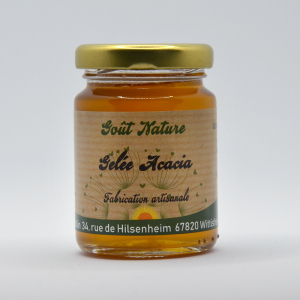 Goût Nature
Gelée Acacia
Fabrication artisanale
34, rue de Hilsenheim 67820